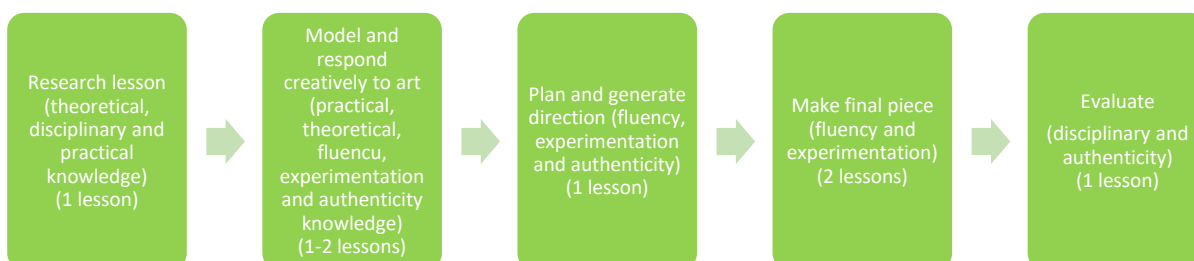 Research lesson
(theoretical,
disciplinary and
practical
knowledge)
(1 lesson)
Model and
respond
creatively to art
(practical,
theoretical,
fluencu,
experimentation
and authenticity
knowledge)
(1-2 lessons)
Plan and generate
direction (fluency,
experimentation
and authenticity)
(1 lesson)
Make final piece
(fluency and
experimentation)
(2 lessons)
Evaluate
(disciplinary and
authenticity)
(1 lesson)